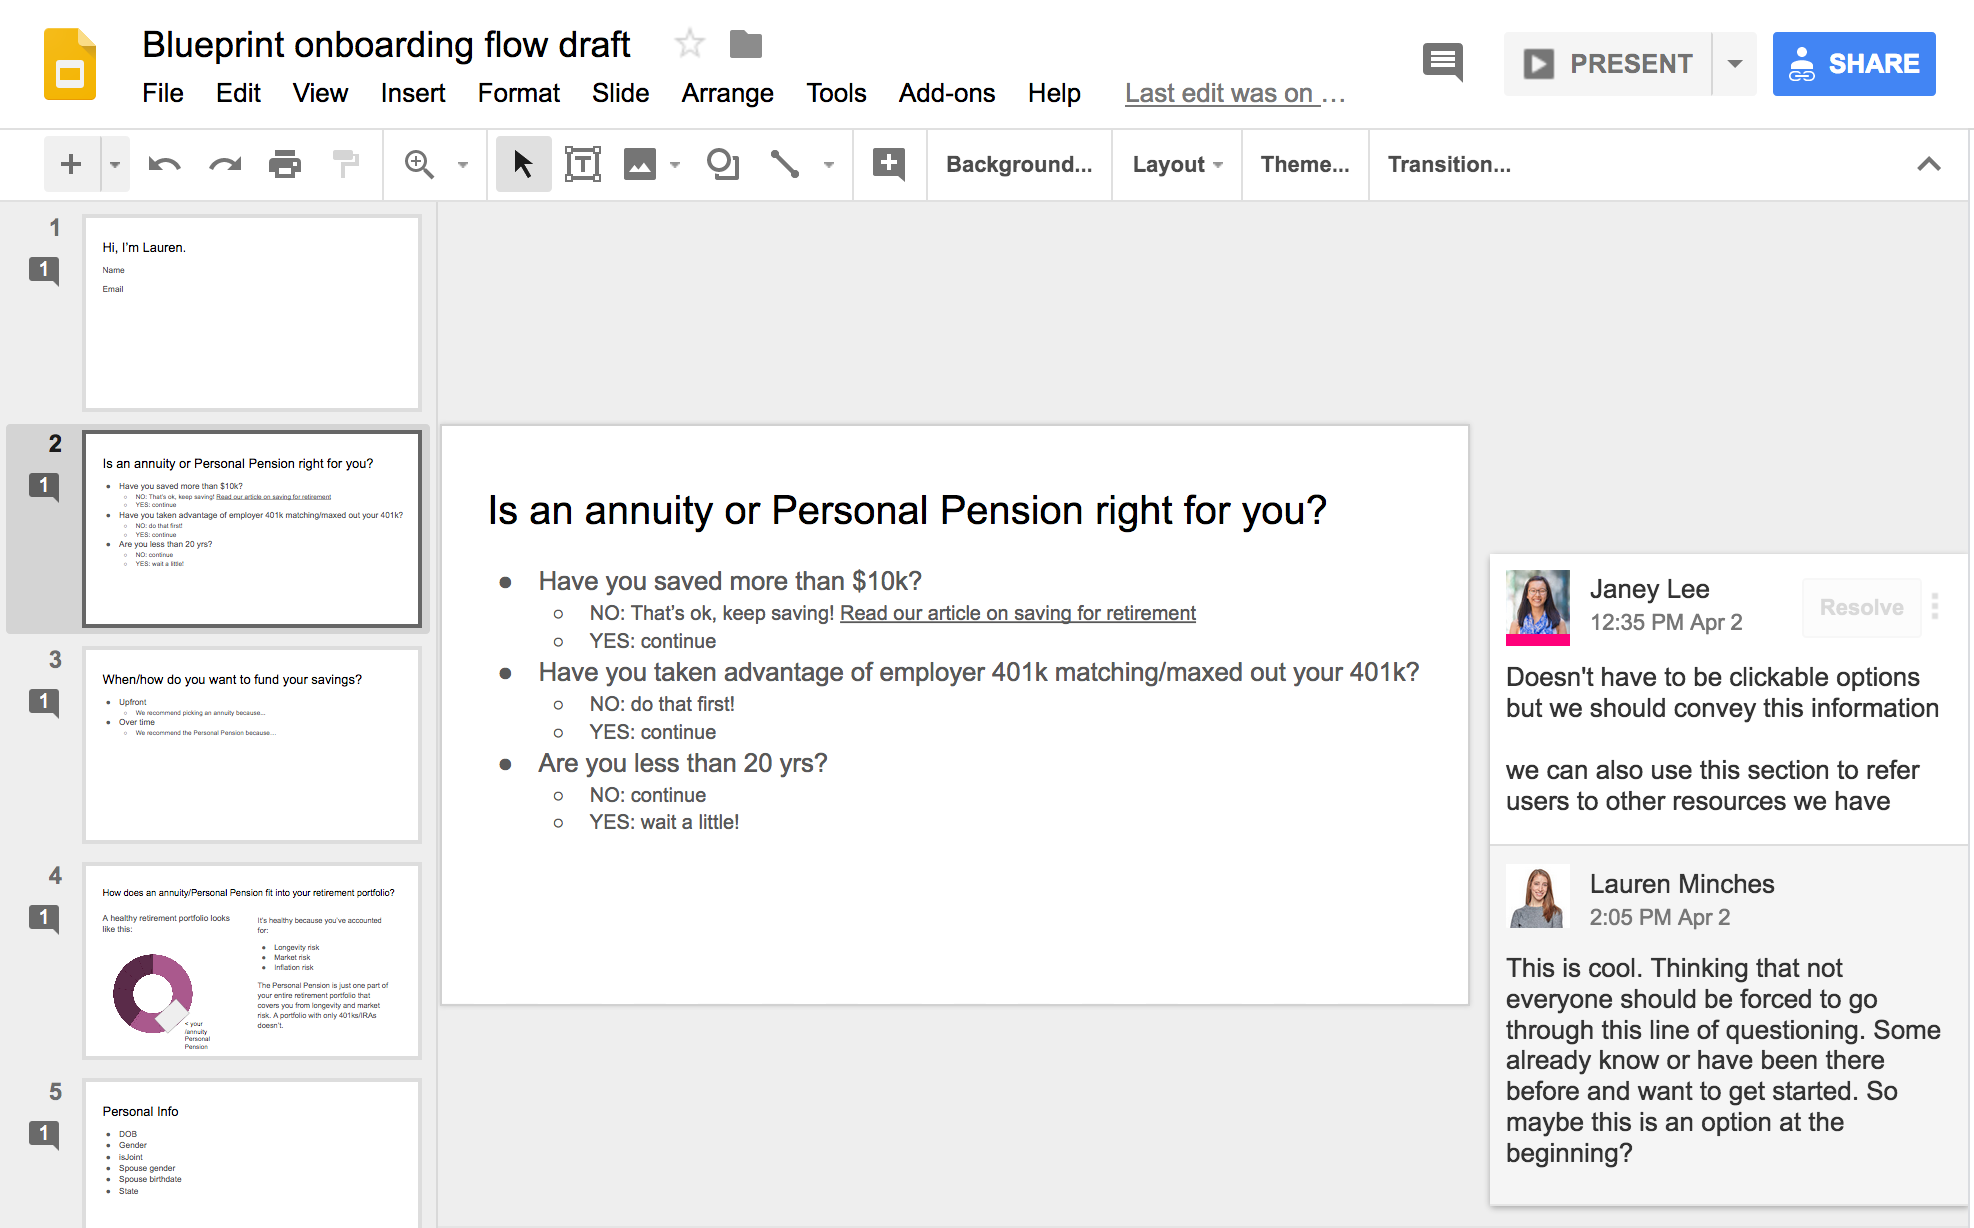 Blueprint onboarding flow draft
File Edit View Insert Format Slide Arrange Tools Add-ons Help Last edit was on ...
PRESENT
SHARE
Background... Layout Theme... Transition...
1
1
Hi, I'm Lauren.
Name
Email
2
1
Is an annuity or Personal Pension right for you?
Have you saved more than $10k?
NO: That's ok, keep saving! Read our article on saving for retirement
YES: continue
Have you taken advantage of employer 401k matching/maxed out your 401k?
NO: do that first!
YES: continue
Are you less than 20 yrs?
NO: continue
YES: wait a little!
3
1
When/how do you want to fund your savings?
Upfront
We recommend picking an annuity because...
Over time
We recommend the Personal Pension because...
4
1
How does an annuity/Personal Pension fit into your retirement portfolio?
A healthy retirement portfolio looks
like this:
< your
/annuity
Personal
Pension
It's healthy because you've accounted
for:
Longevity risk
Market risk
Inflation risk
The Personal Pension is just one part of
your entire retirement portfolio that
covers you from longevity and market
risk. A portfolio with only 401ks/IRAs
doesn't.
5
1
Personal Info
DOB
Gender
isJoint
Spouse gender
Spouse birthdate
State
Is an annuity or Personal Pension right for you?
Have you saved more than $10k?
NO: That's ok, keep saving! Read our article on saving for retirement
YES: continue
Have you taken advantage of employer 401k matching/maxed out your 401k?
NO: do that first!
YES: continue
Are you less than 20 yrs?
NO: continue
YES: wait a little!
Janey Lee
12:35 PM Apr 2
Resolve
Doesn't have to be clickable options
but we should convey this information
we can also use this section to refer
users to other resources we have
Lauren Minches
2:05 PM Apr 2
This is cool. Thinking that not
everyone should be forced to go
through this line of questioning. Some
already know or have been there
before and want to get started. So
maybe this is an option at the
beginning?